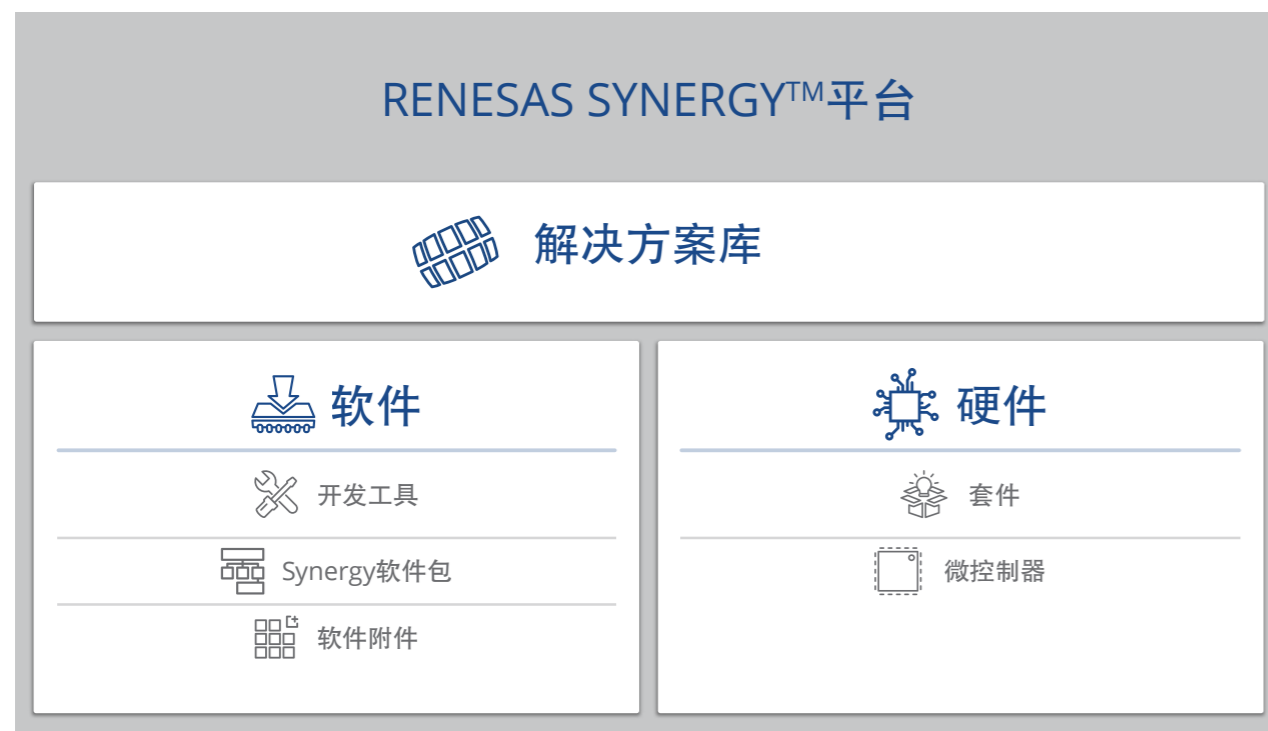 RENESAS SYNERGY™平台
解决方案库
软件
开发工具
Synergy软件包
软件附件
硬件
套件
微控制器